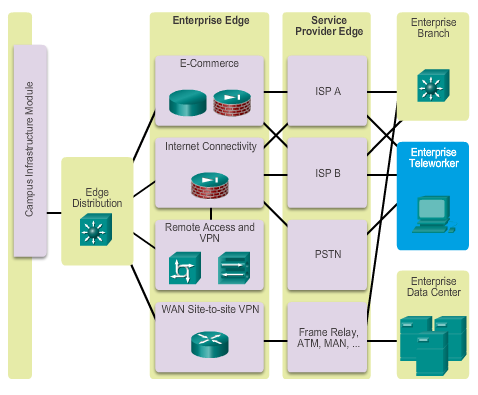 Campus Infrastructure Module
Edge
Distribution
Enterprise Edge
E-Commerce
Internet Connectivity
Remote Access and
VPN
WAN Site-to-site VPN
Service
Provider Edge
ISP A
ISP B
PSTN
Frame Relay,
ATM, MAN, ...
Enterprise
Branch
Enterprise
Teleworker
Enterprise
Data Center